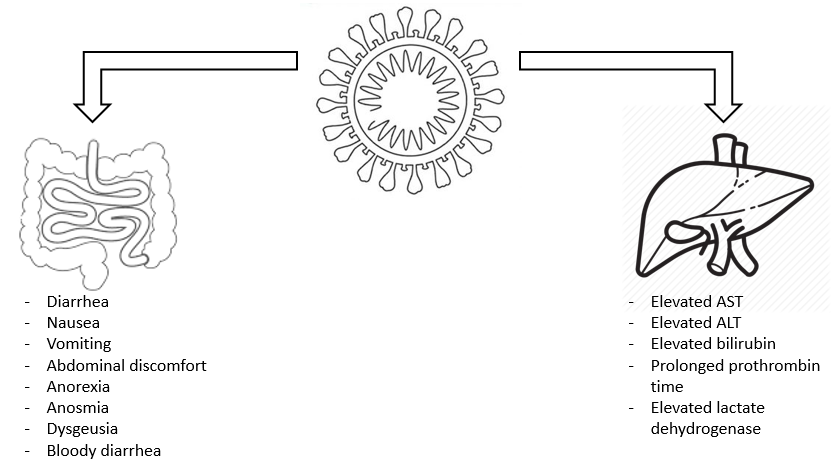 - Diarrhea
- Nausea
- Vomiting
- Abdominal discomfort
- Anorexia
- Anosmia
- Dysgeusia
- Bloody diarrhea
- Elevated AST
- Elevated ALT
- Elevated bilirubin
- Prolonged prothrombin
time
- Elevated lactate
dehydrogenase